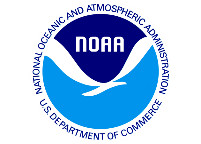 NATIONAL OCEANIC AND ATMOSPHERIC ADMINISTRATION
NOAA
U.S. DEPARTMENT OF COMMERCE